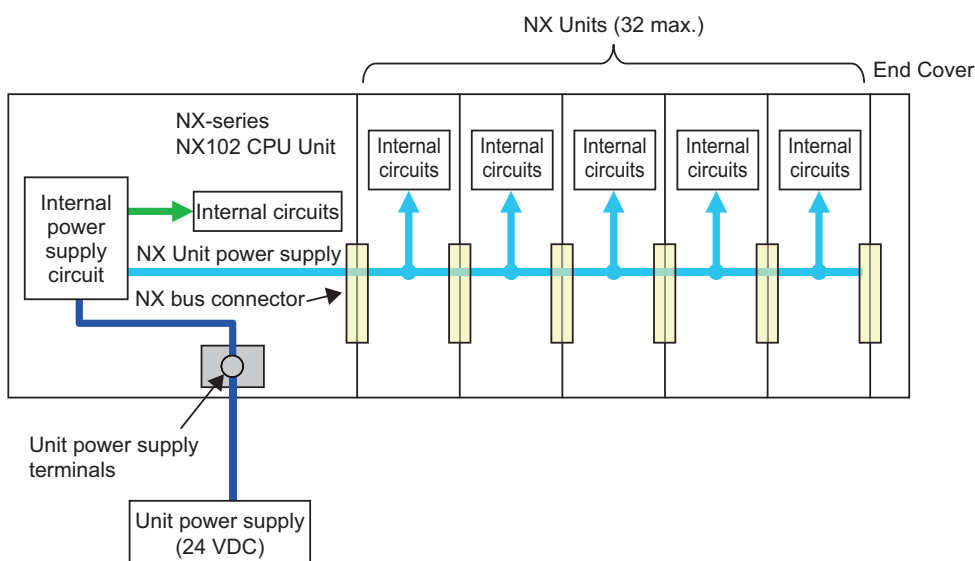 NX Units (32 max.)
End Cover
NX-series
NX102 CPU Unit
Internal
circuits
Internal
circuits
Internal
circuits
Internal
circuits
Internal
circuits
Internal
power
supply
circuit
Internal circuits
NX Unit power supply
NX bus connector
Unit power supply
terminals
Unit power supply
(24 VDC)